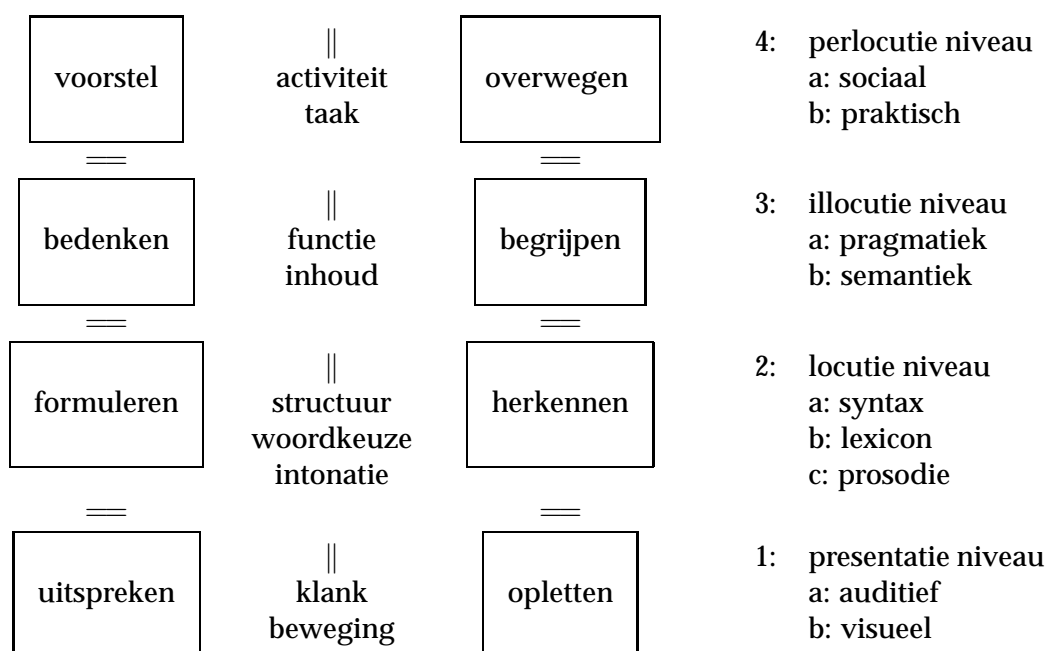 ‖ 4: perlocutie niveau
voorstel activiteit overwegen a: sociaal
taak b: praktisch
== ==
‖ 3: illocutie niveau
bedenken functie begrijpen a: pragmatiek
inhoud b: semantiek
== ==
‖ 2: locutie niveau
formuleren structuur herkennen a: syntax
woordkeuze b: lexicon
intonatie c: prosodie
== ==
‖ 1: presentatie niveau
uitspreken klank opletten a: auditief
beweging b: visueel